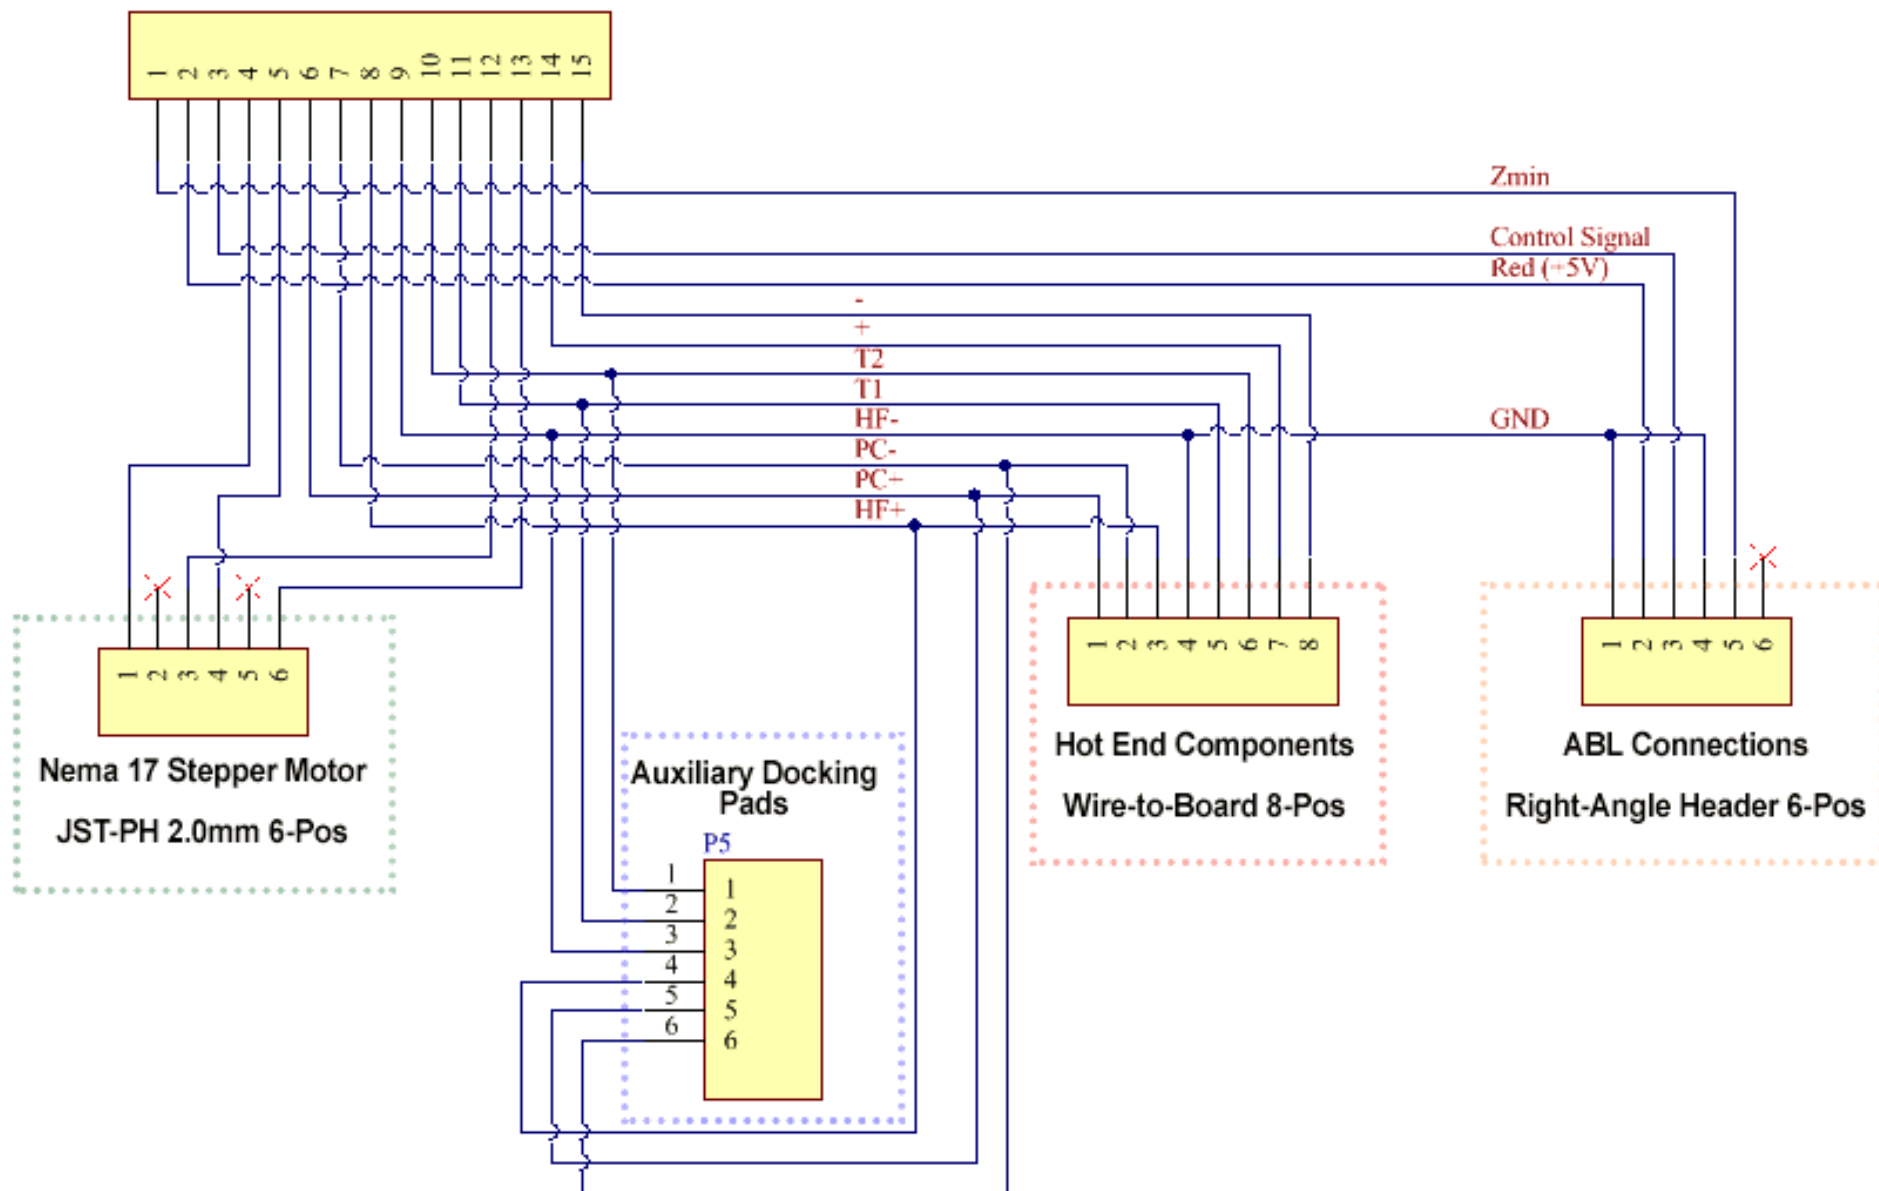 1 2 3 4 5 6 7 8 9 10 11 12 13 14 15
Zmin
Control Signal
Red (+5V)
-
+
T2
T1
HF-
GND
PC-
PC+
HF+
1 2 3 4 5 6
Nema 17 Stepper Motor
JST-PH 2.0mm 6-Pos
1 2 3 4 5 6 7 8
Hot End Components
Wire-to-Board 8-Pos
1 2 3 4 5 6
ABL Connections
Right-Angle Header 6-Pos
Auxiliary Docking
Pads
P5
1 1
2 2
3 3
4 4
5 5
6 6